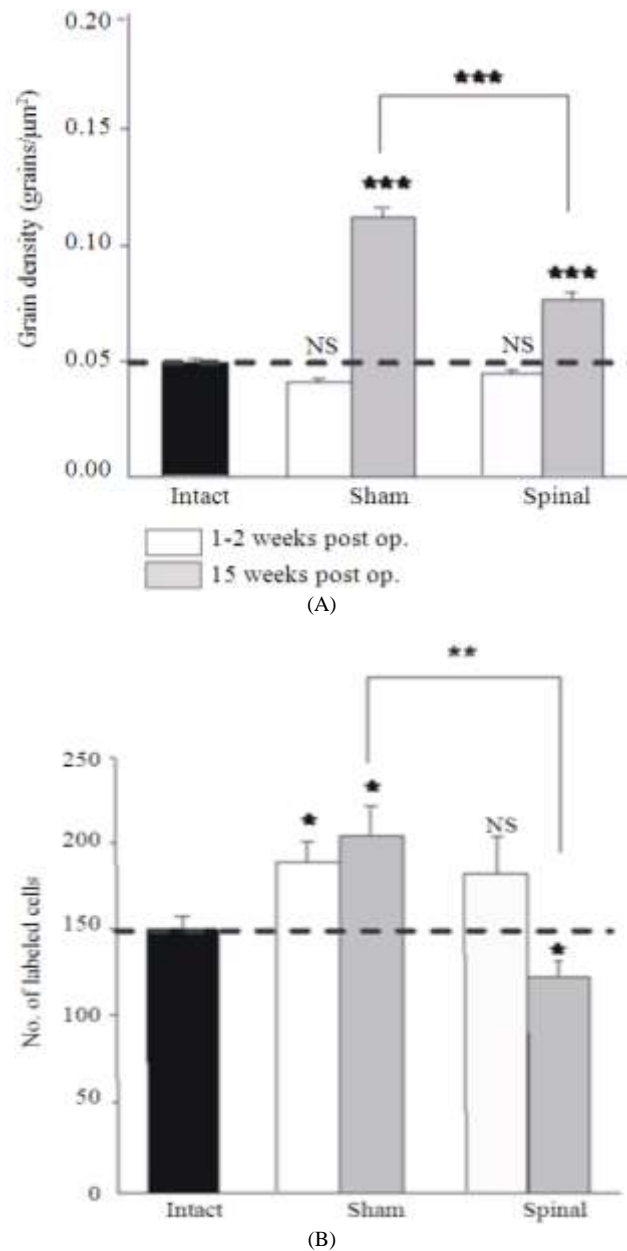 0.20
0.15
0.10
0.05
0.00
Grain density (grains/µm²)
***
***
***
NS
NS
Intact Sham Spinal
1-2 weeks post op.
15 weeks post op.
(A)
**
250
200
150
100
50
0
No. of labeled cells
*
*
NS
*
Intact Sham Spinal
(B)